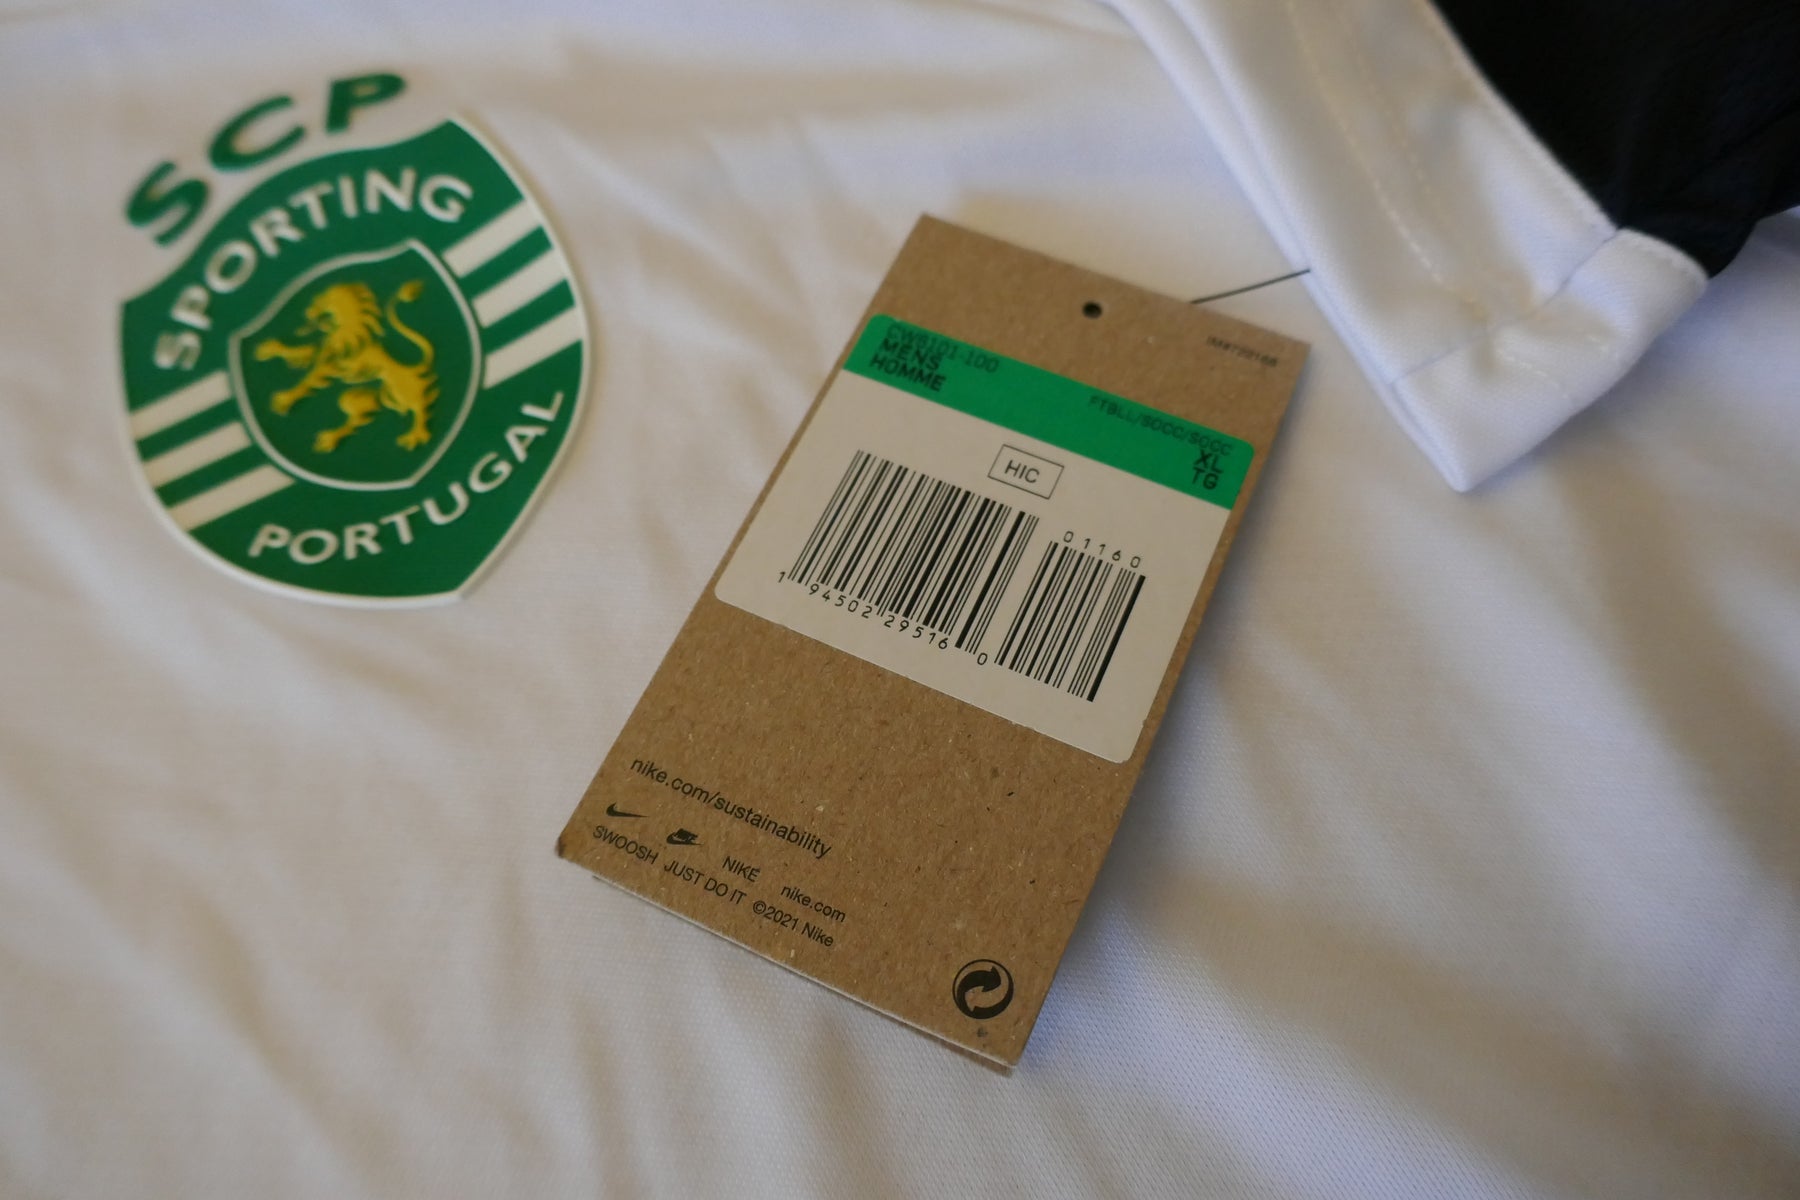 SCP
SPORTING
PORTUGAL
CW6101-100
MENS
HOMME
FTBLL/SOCC/SOCC
XL
TG
HIC
01160
1 94502 29516 0
nike.com/sustainability
NIKE nike.com
SWOOSH JUST DO IT ©2021 Nike